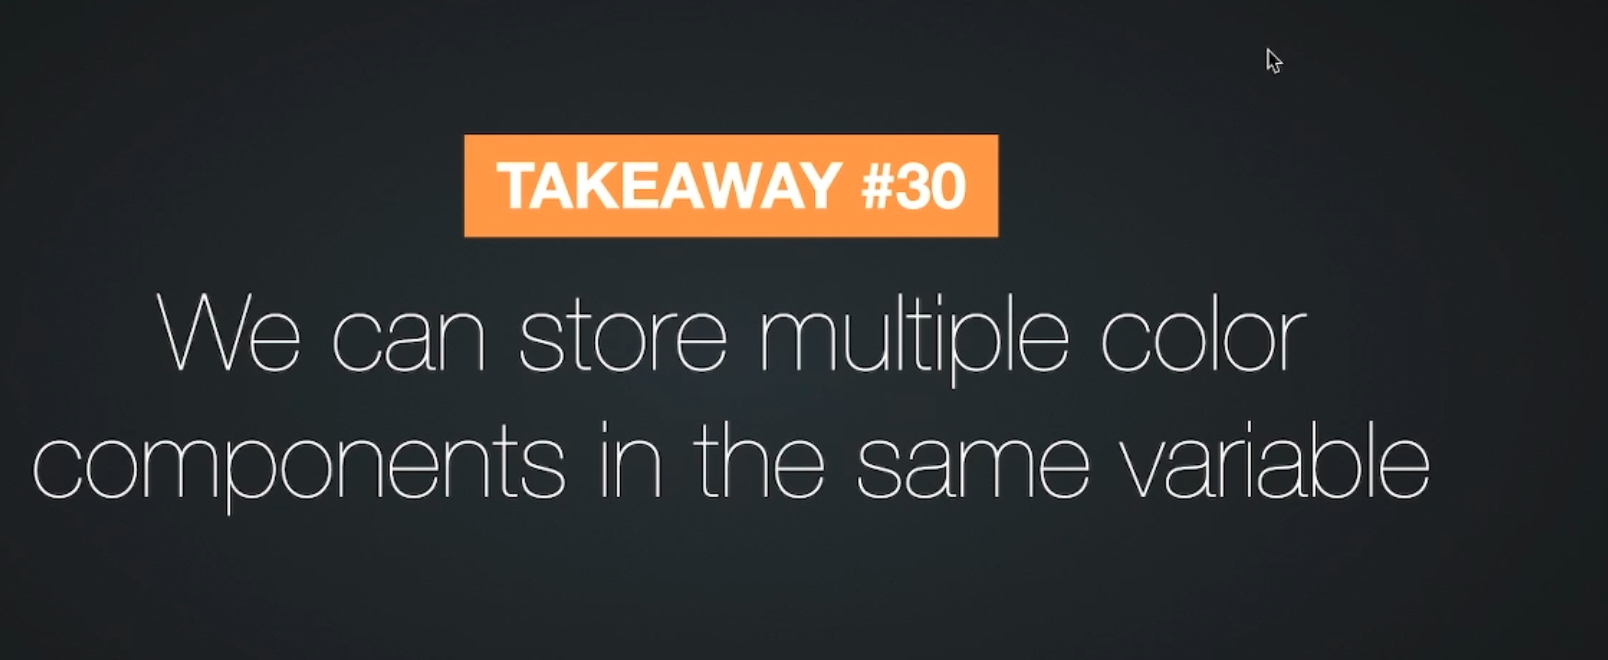 TAKEAWAY #30
We can store multiple color
components in the same variable